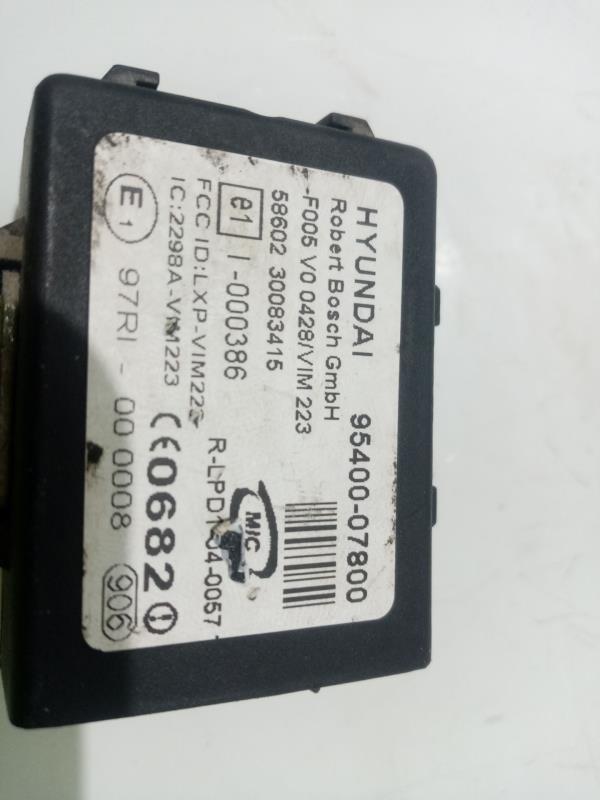 HYUNDAI 95400-07800
Robert Bosch GmbH
-F005 V0 0428/VIM 223
58602 30083415
e1 I-000386
MIC
FCC ID:LXP-VIM223 R-LPD1-04-0057
IC:2298A-VIM223 CE0682
E1 97RI - 00 0008 906